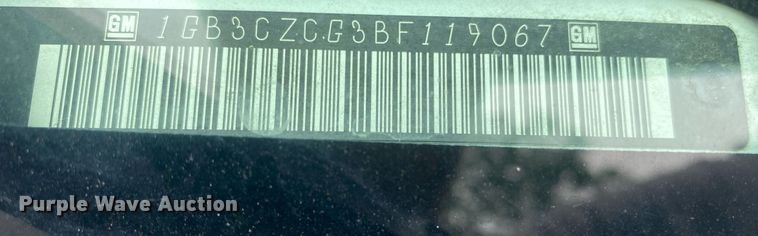 GM 1GB3CZCG3BF119067 GM
Purple Wave Auction